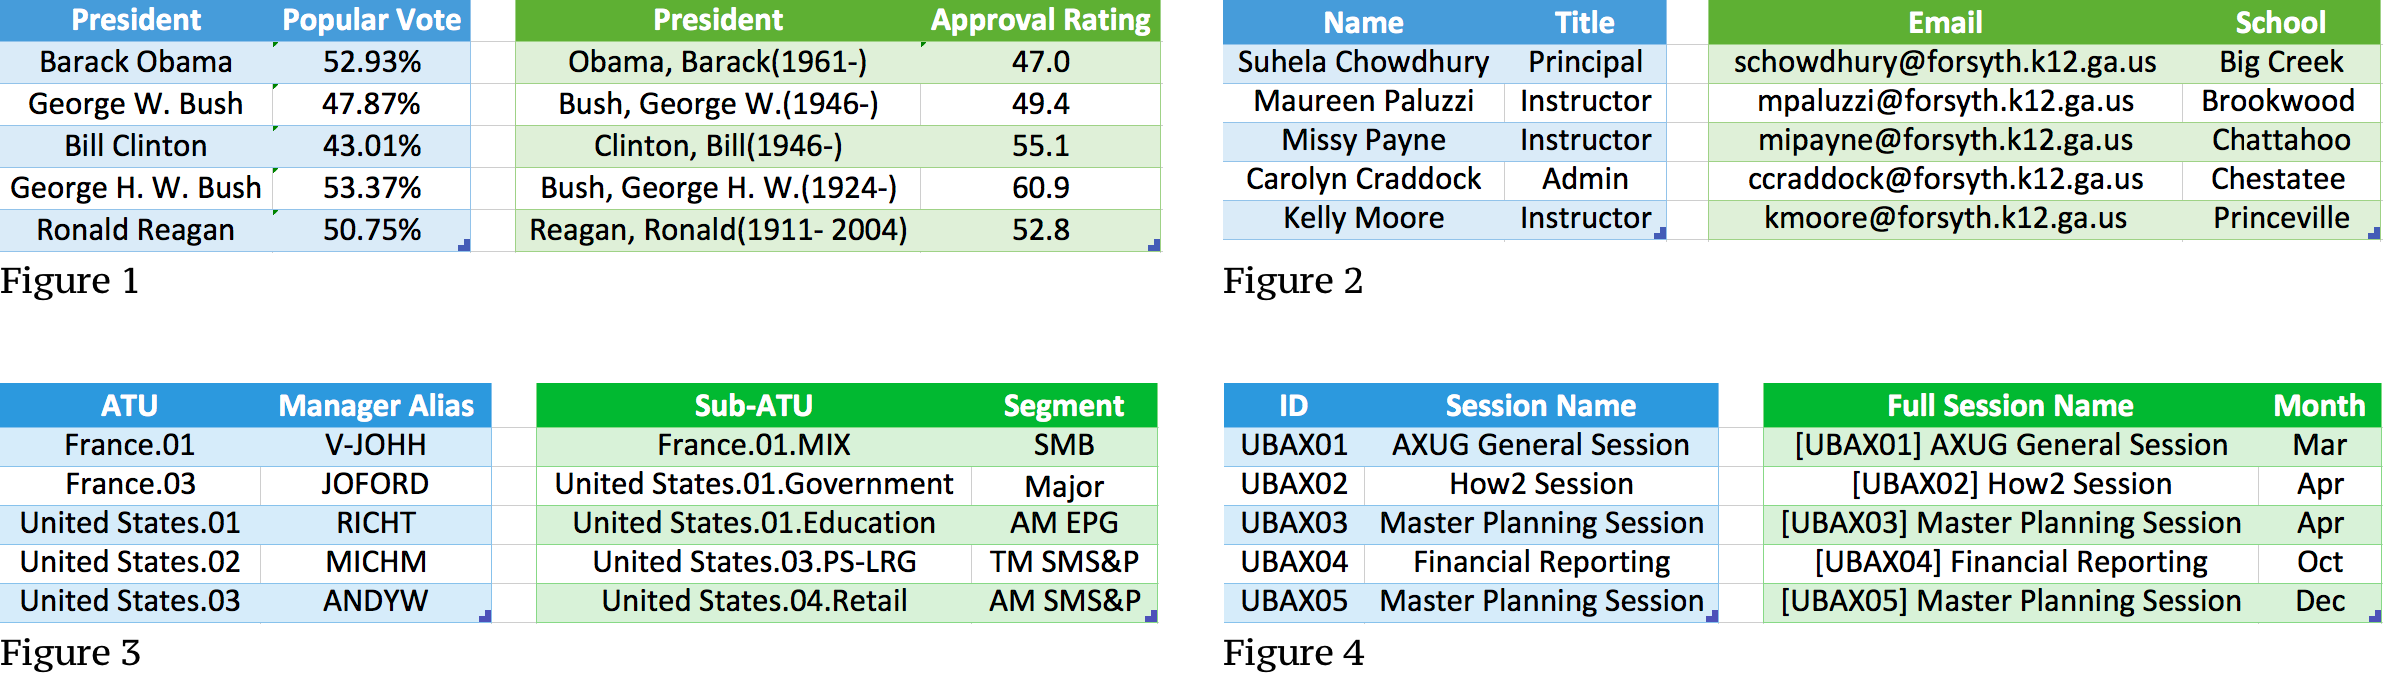 President Popular Vote
Barack Obama 52.93%
George W. Bush 47.87%
Bill Clinton 43.01%
George H. W. Bush 53.37%
Ronald Reagan 50.75%
President Approval Rating
Obama, Barack(1961-) 47.0
Bush, George W.(1946-) 49.4
Clinton, Bill(1946-) 55.1
Bush, George H. W.(1924-) 60.9
Reagan, Ronald(1911- 2004) 52.8
Figure 1
Name Title
Suhela Chowdhury Principal
Maureen Paluzzi Instructor
Missy Payne Instructor
Carolyn Craddock Admin
Kelly Moore Instructor
Email School
schowdhury@forsyth.k12.ga.us Big Creek
mpaluzzi@forsyth.k12.ga.us Brookwood
mipayne@forsyth.k12.ga.us Chattahoo
ccraddock@forsyth.k12.ga.us Chestatee
kmoore@forsyth.k12.ga.us Princeville
Figure 2
ATU Manager Alias
France.01 V-JOHH
France.03 JOFORD
United States.01 RICHT
United States.02 MICHM
United States.03 ANDYW
Sub-ATU Segment
France.01.MIX SMB
United States.01.Government Major
United States.01.Education AM EPG
United States.03.PS-LRG TM SMS&P
United States.04.Retail AM SMS&P
Figure 3
ID Session Name
UBAX01 AXUG General Session
UBAX02 How2 Session
UBAX03 Master Planning Session
UBAX04 Financial Reporting
UBAX05 Master Planning Session
Full Session Name Month
[UBAX01] AXUG General Session Mar
[UBAX02] How2 Session Apr
[UBAX03] Master Planning Session Apr
[UBAX04] Financial Reporting Oct
[UBAX05] Master Planning Session Dec
Figure 4